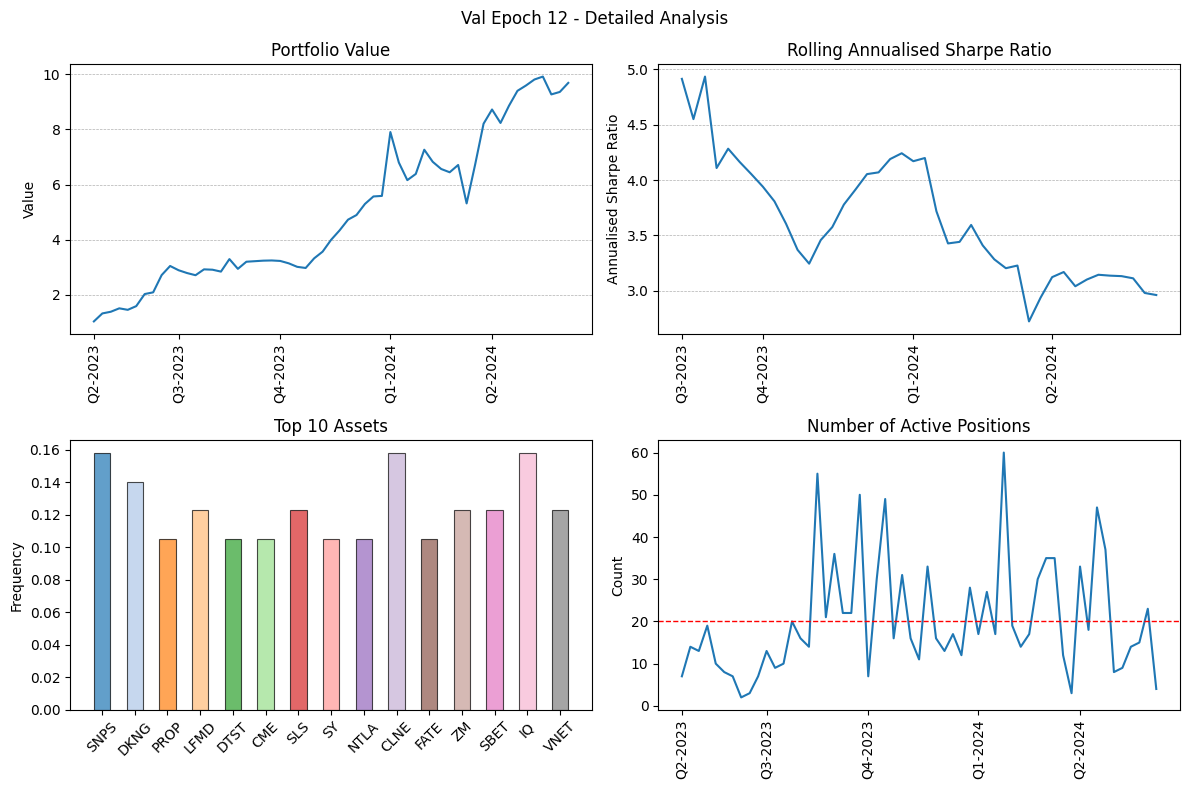 Val Epoch 12 - Detailed Analysis
Portfolio Value
Value
10
8
6
4
2
Q2-2023
Q3-2023
Q4-2023
Q1-2024
Q2-2024
Rolling Annualised Sharpe Ratio
Annualised Sharpe Ratio
5.0
4.5
4.0
3.5
3.0
Q3-2023
Q4-2023
Q1-2024
Q2-2024
Top 10 Assets
Frequency
0.16
0.14
0.12
0.10
0.08
0.06
0.04
0.02
0.00
SNPS
DKNG
PROP
LFMD
DTST
CME
SLS
SY
NTLA
CLNE
FATE
ZM
SBET
IQ
VNET
Number of Active Positions
Count
60
50
40
30
20
10
0
Q2-2023
Q3-2023
Q4-2023
Q1-2024
Q2-2024